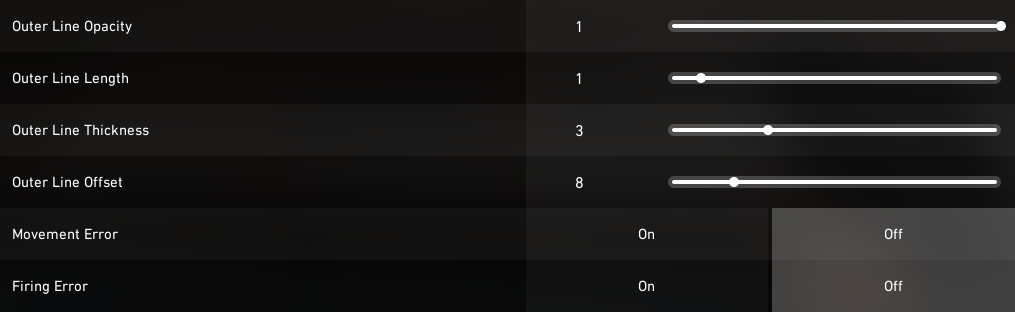 Outer Line Opacity 1
Outer Line Length 1
Outer Line Thickness 3
Outer Line Offset 8
Movement Error On Off
Firing Error On Off